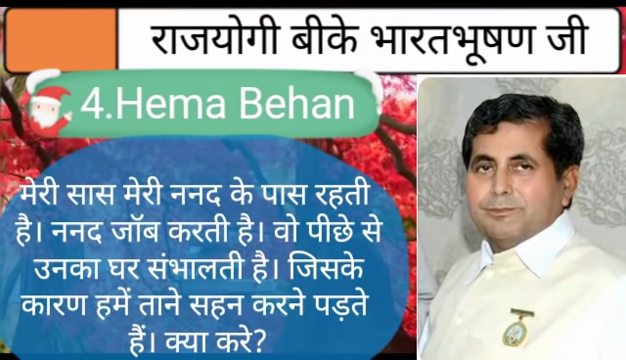 राजयोगी बीके भारतभूषण जी
4.Hema Behan
मेरी सास मेरी ननद के पास रहती
है। ननद जॉब करती है। वो पीछे से
उनका घर संभालती है। जिसके
कारण हमें ताने सहन करने पड़ते
हैं। क्या करे?